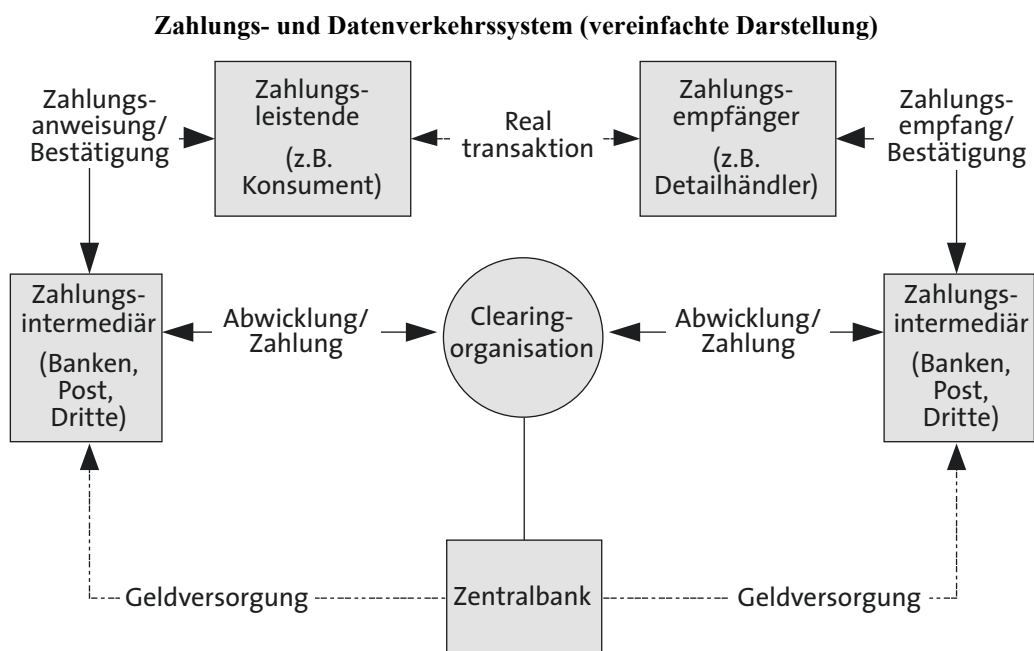 Zahlungs- und Datenverkehrssystem (vereinfachte Darstellung)
Zahlungs-
anweisung/
Bestätigung
Zahlungs-
leistende
(z.B.
Konsument)
Real
transaktion
Zahlungs-
empfänger
(z.B.
Detailhändler)
Zahlungs-
empfang/
Bestätigung
Zahlungs-
intermediär
(Banken,
Post,
Dritte)
Abwicklung/
Zahlung
Clearing-
organisation
Abwicklung/
Zahlung
Zahlungs-
intermediär
(Banken,
Post,
Dritte)
Geldversorgung
Zentralbank
Geldversorgung